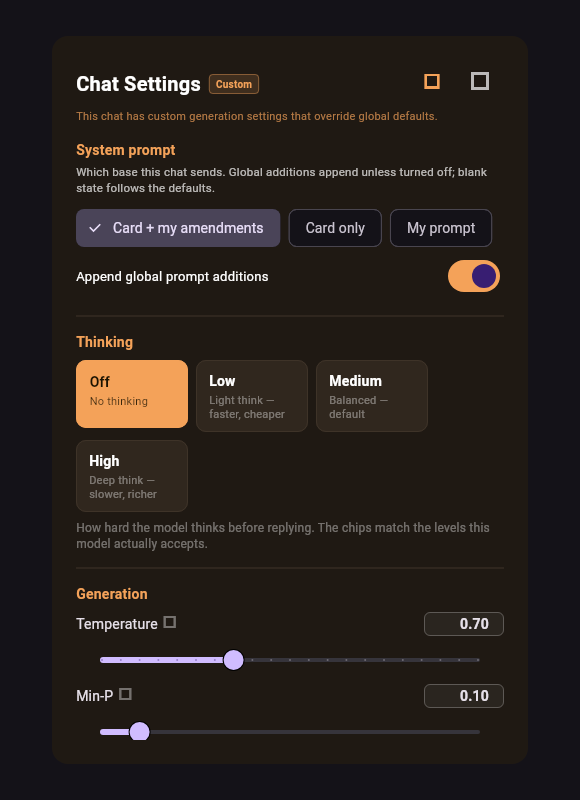 Chat Settings Custom
This chat has custom generation settings that override global defaults.
System prompt
Which base this chat sends. Global additions append unless turned off; blank
state follows the defaults.
Card + my amendments Card only My prompt
Append global prompt additions
Thinking
Off
No thinking
Low
Light think —
faster, cheaper
Medium
Balanced —
default
High
Deep think —
slower, richer
How hard the model thinks before replying. The chips match the levels this
model actually accepts.
Generation
Temperature 0.70
Min-P 0.10